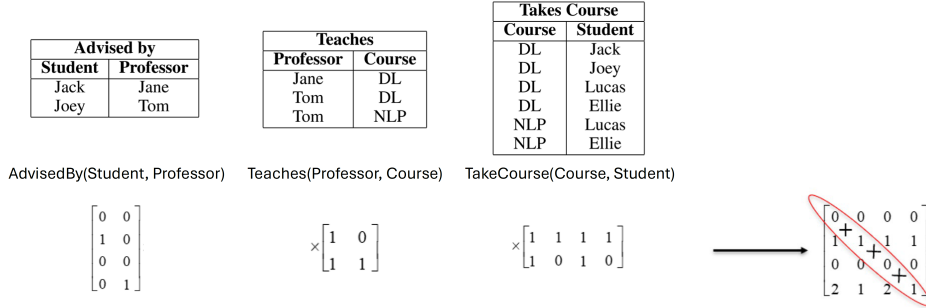 Advised by
Student Professor
Jack Jane
Joey Tom
Teaches
Professor Course
Jane DL
Tom DL
Tom NLP
Takes Course
Course Student
DL Jack
DL Joey
DL Lucas
DL Ellie
NLP Lucas
NLP Ellie
AdvisedBy(Student, Professor) Teaches(Professor, Course) TakeCourse(Course, Student)
0 0
1 0
0 0
0 1
×
1 0
1 1
×
1 1 1 1
1 0 1 0
0 0 0 0
+
1 1 1 1
+
0 0 0 0
+
2 1 2 1